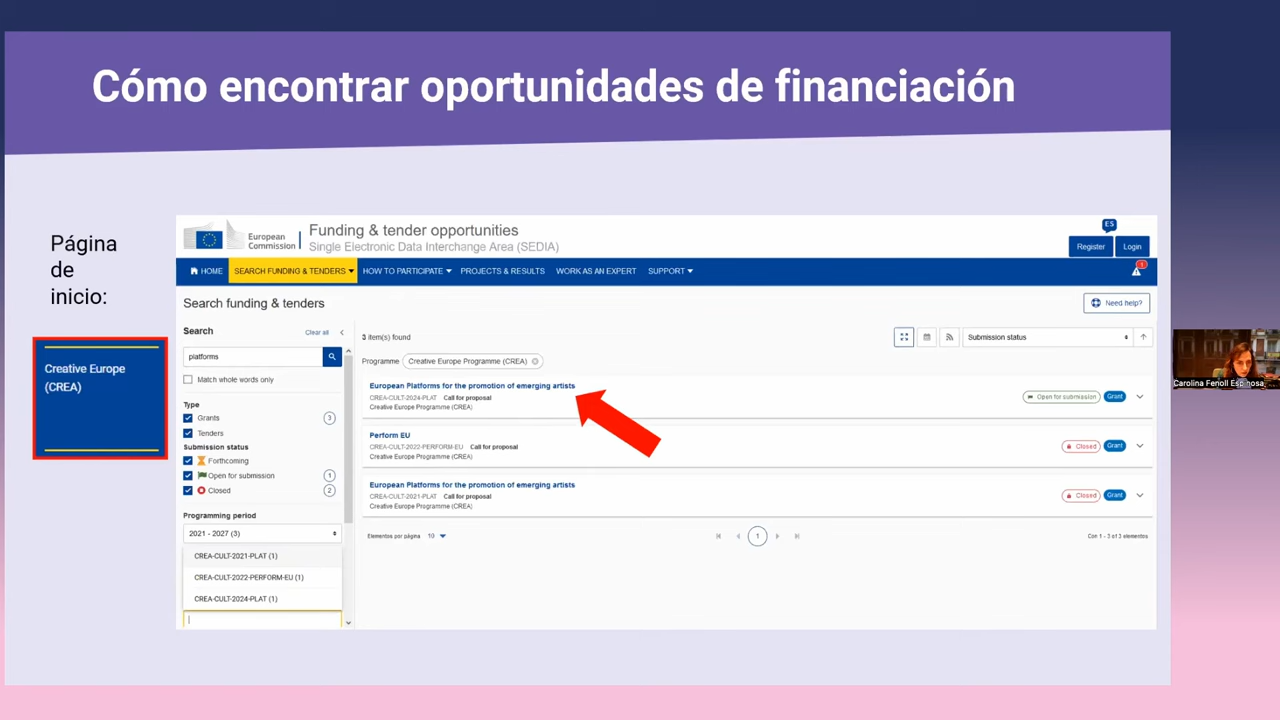 Cómo encontrar oportunidades de financiación
Página
de
inicio:
Creative Europe
(CREA)
European
Commission
Funding & tender opportunities
Single Electronic Data Interchange Area (SEDIA)
ES
Register
Login
HOME
SEARCH FUNDING & TENDERS
HOW TO PARTICIPATE
PROJECTS & RESULTS
WORK AS AN EXPERT
SUPPORT
1
Search funding & tenders
Need help?
Search
Clear all
platforms
Match whole words only
Type
Grants
3
Tenders
Submission status
Forthcoming
Open for submission
1
Closed
2
Programming period
2021 - 2027 (3)
CREA-CULT-2021-PLAT (1)
CREA-CULT-2022-PERFORM-EU (1)
CREA-CULT-2024-PLAT (1)
3 item(s) found
Submission status
Programme
Creative Europe Programme (CREA)
European Platforms for the promotion of emerging artists
CREA-CULT-2024-PLAT Call for proposal
Creative Europe Programme (CREA)
Open for submission
Grant
Perform EU
CREA-CULT-2022-PERFORM-EU Call for proposal
Creative Europe Programme (CREA)
Closed
Grant
European Platforms for the promotion of emerging artists
CREA-CULT-2021-PLAT Call for proposal
Creative Europe Programme (CREA)
Closed
Grant
Elementos por página 10
1
Con 1 - 3 of 3 elementos
Carolina Fenoll Espinosa